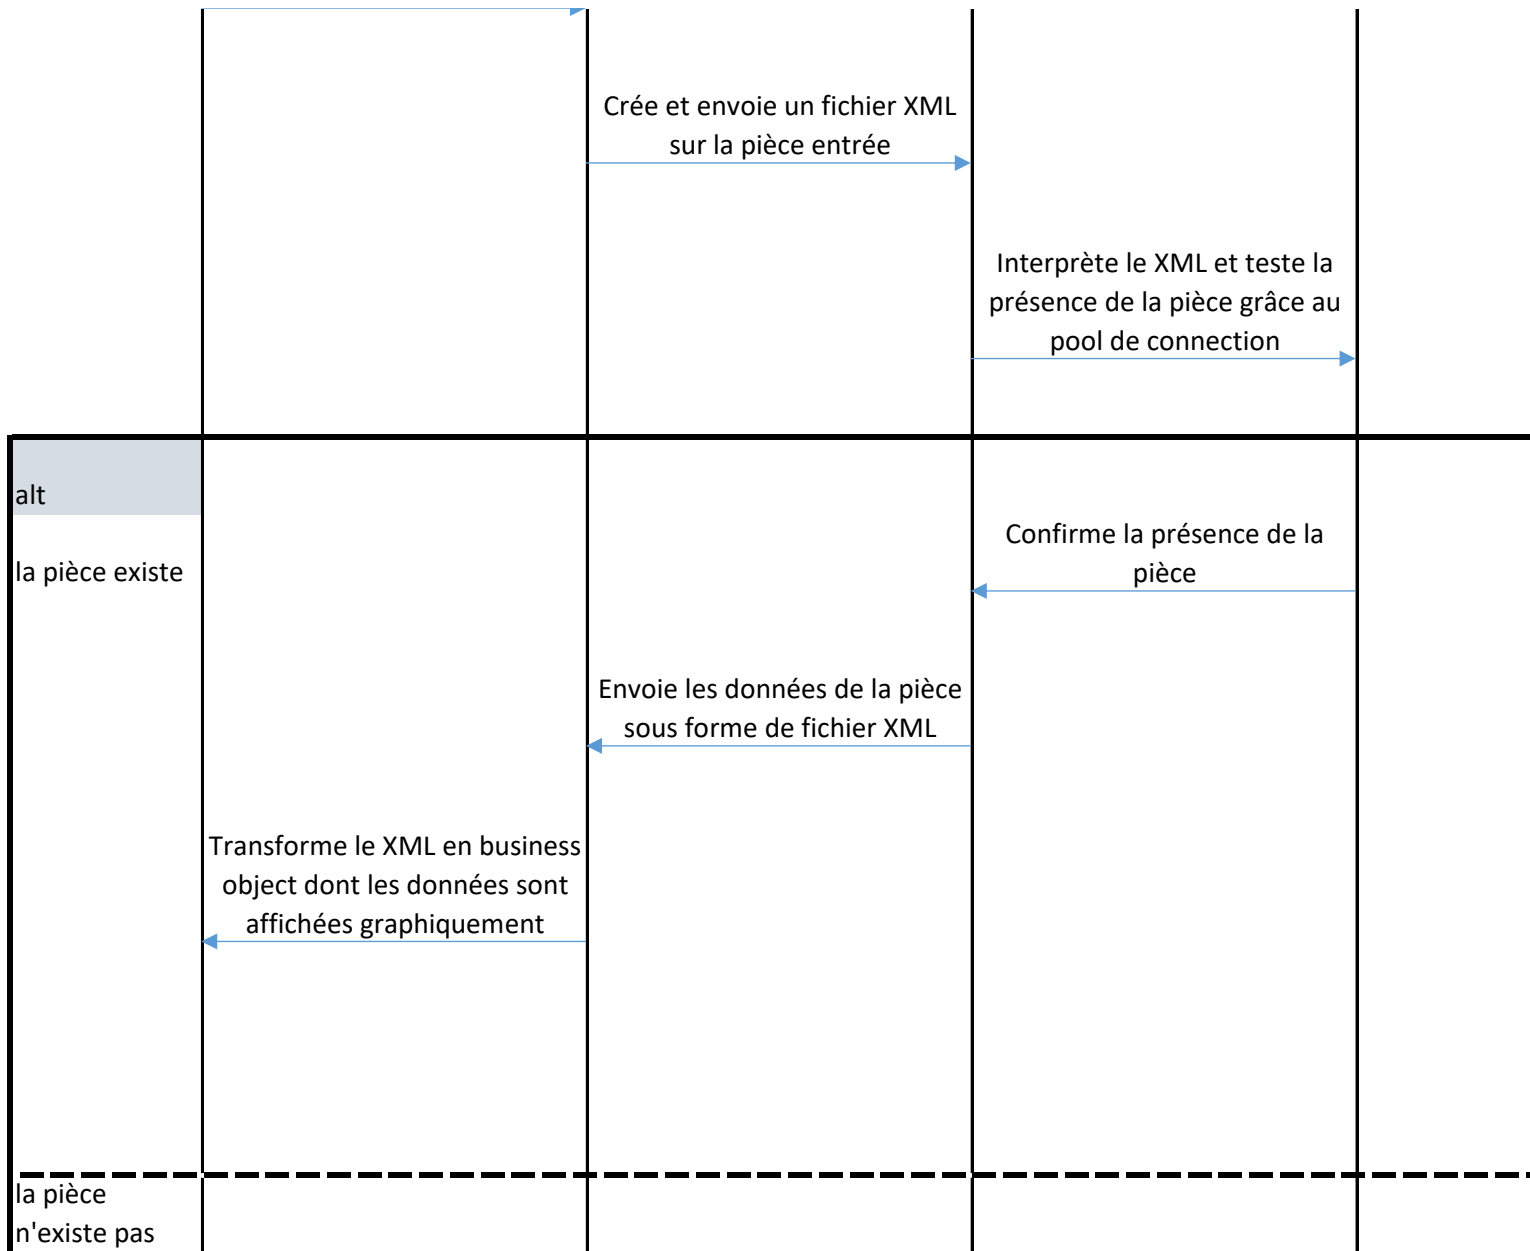 Crée et envoie un fichier XML
sur la pièce entrée
Interprète le XML et teste la
présence de la pièce grâce au
pool de connection
alt
la pièce existe
Confirme la présence de la
pièce
Envoie les données de la pièce
sous forme de fichier XML
Transforme le XML en business
object dont les données sont
affichées graphiquement
la pièce
n'existe pas